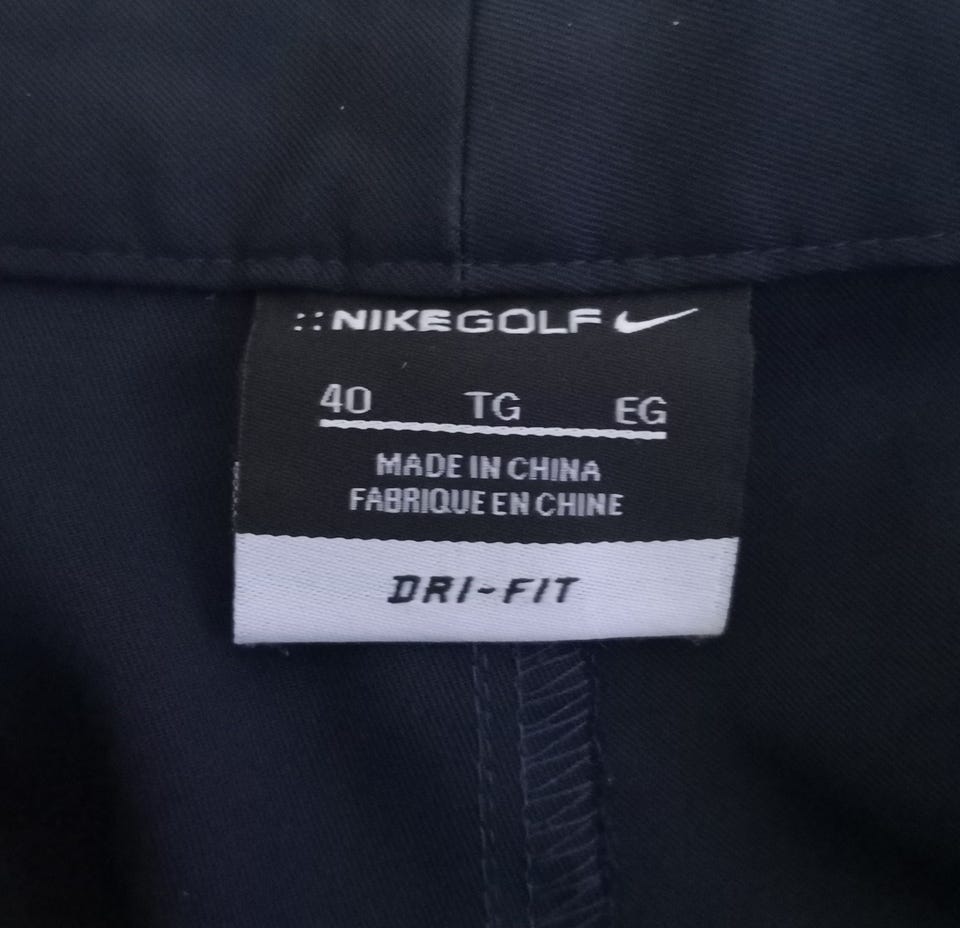 NIKEGOLF
40 TG EG
MADE IN CHINA
FABRIQUE EN CHINE
DRI-FIT